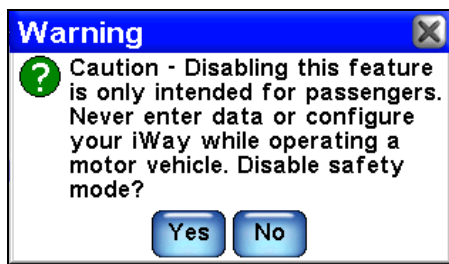 Warning
Caution - Disabling this feature
is only intended for passengers.
Never enter data or configure
your iWay while operating a
motor vehicle. Disable safety
mode?
Yes No